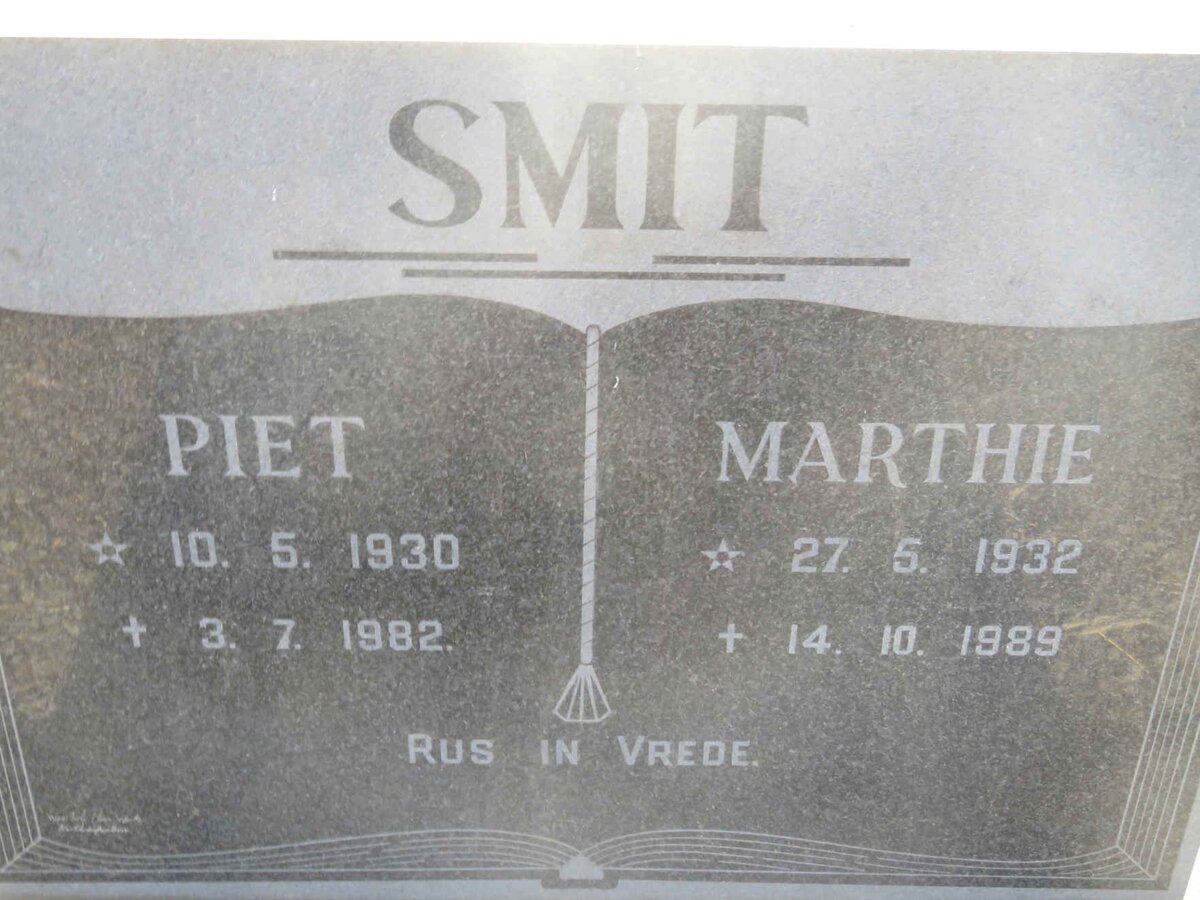 SMIT
PIET
☆ 10. 5. 1930
† 3. 7. 1982.
MARTHIE
☆ 27. 5. 1932
† 14. 10. 1989
RUS IN VREDE.